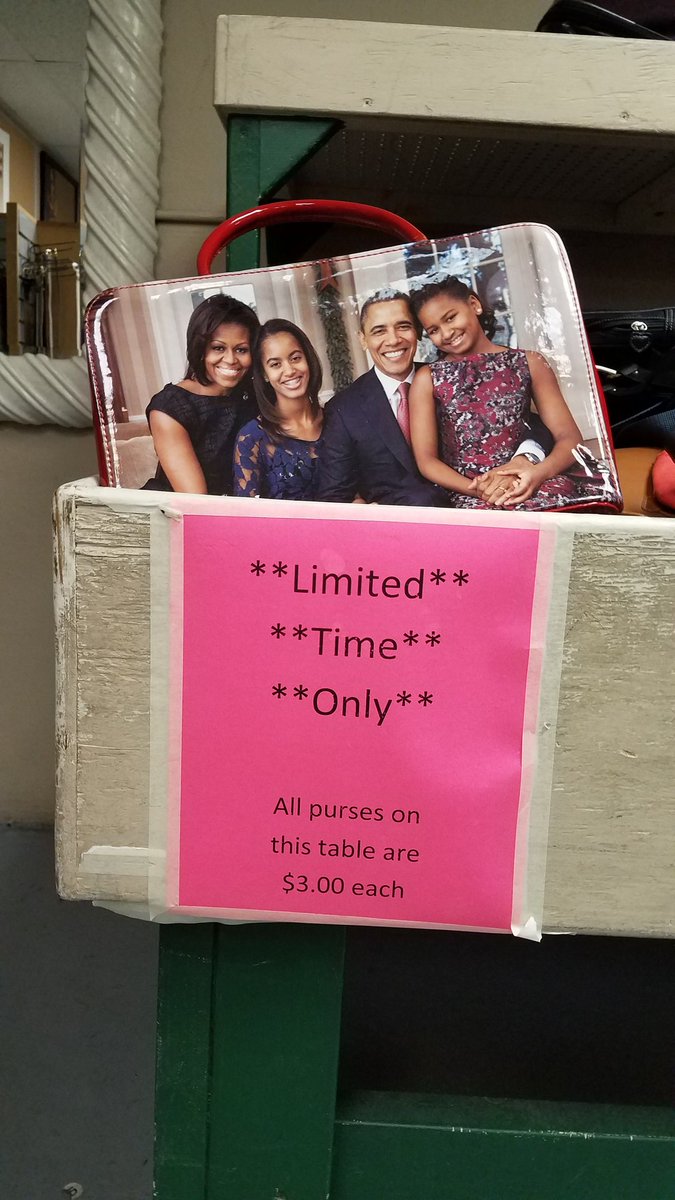 **Limited**
**Time**
**Only**
All purses on
this table are
$3.00 each